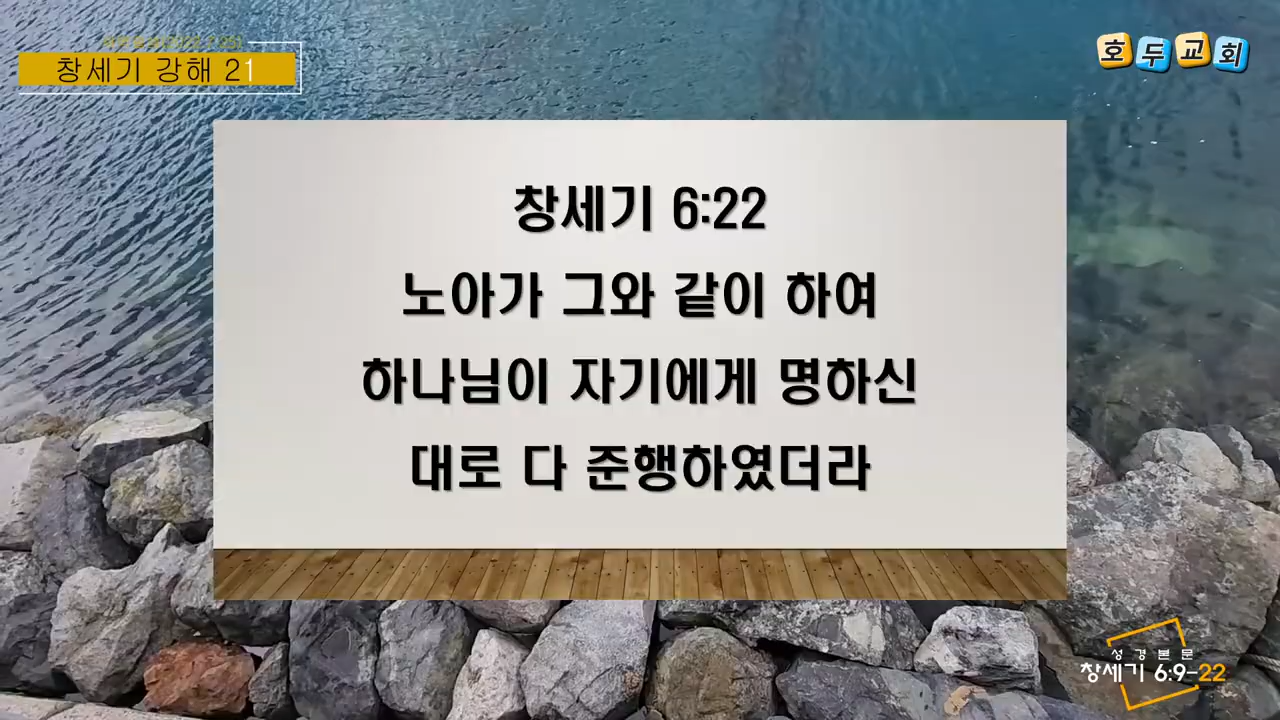 창세기 강해 21
호두교회
창세기 6:22
노아가 그와 같이 하여
하나님이 자기에게 명하신
대로 다 준행하였더라
성경본문
창세기 6:9-22